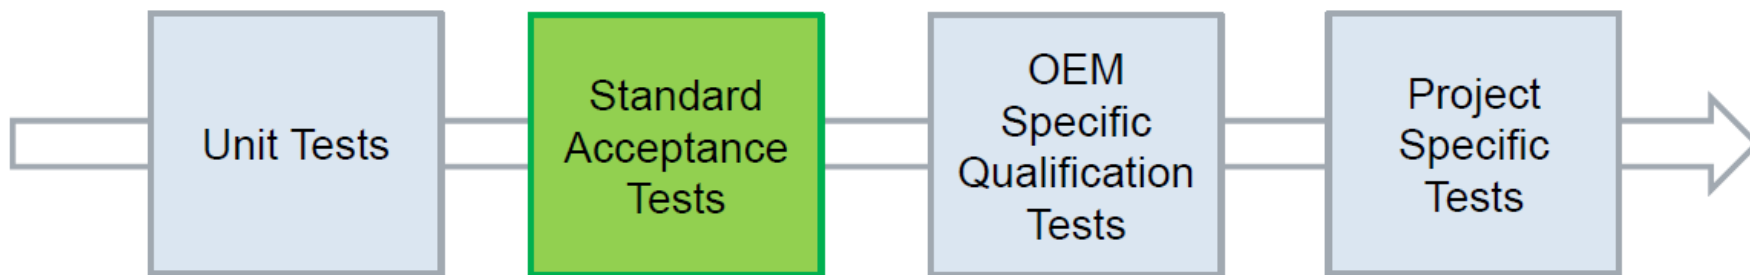 Unit Tests
Standard
Acceptance
Tests
OEM
Specific
Qualification
Tests
Project
Specific
Tests